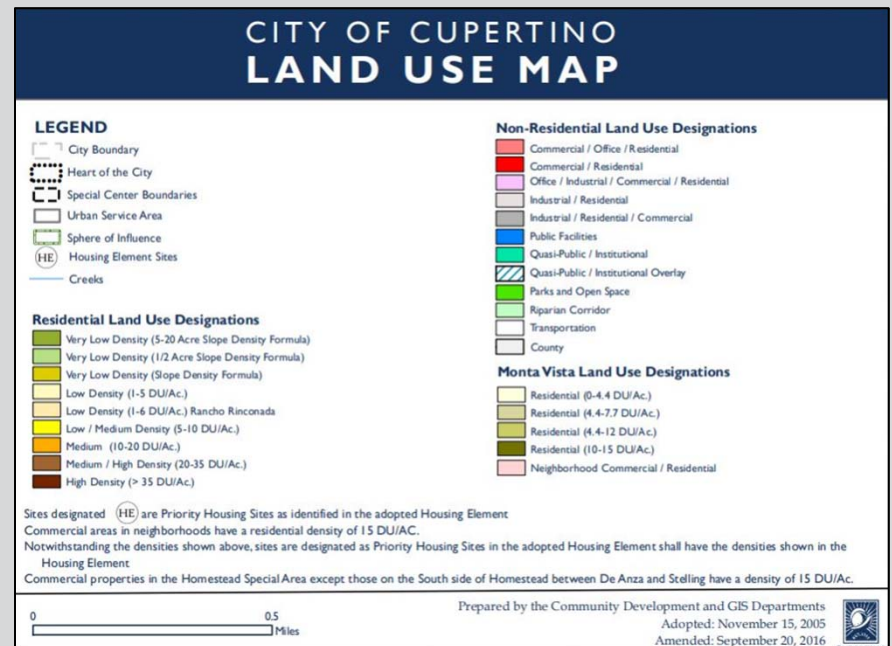 CITY OF CUPERTINO
LAND USE MAP
LEGEND
City Boundary
Heart of the City
Special Center Boundaries
Urban Service Area
Sphere of Influence
HE Housing Element Sites
Creeks
Residential Land Use Designations
Very Low Density (5-20 Acre Slope Density Formula)
Very Low Density (1/2 Acre Slope Density Formula)
Very Low Density (Slope Density Formula)
Low Density (1-5 DU/Ac.)
Low Density (1-6 DU/Ac.) Rancho Rinconada
Low / Medium Density (5-10 DU/Ac.)
Medium (10-20 DU/Ac.)
Medium / High Density (20-35 DU/Ac.)
High Density (> 35 DU/Ac.)
Non-Residential Land Use Designations
Commercial / Office / Residential
Commercial / Residential
Office / Industrial / Commercial / Residential
Industrial / Residential
Industrial / Residential / Commercial
Public Facilities
Quasi-Public / Institutional
Quasi-Public / Institutional Overlay
Parks and Open Space
Riparian Corridor
Transportation
County
Monta Vista Land Use Designations
Residential (0-4.4 DU/Ac.)
Residential (4.4-7.7 DU/Ac.)
Residential (4.4-12 DU/Ac.)
Residential (10-15 DU/Ac.)
Neighborhood Commercial / Residential
Sites designated HE are Priority Housing Sites as identified in the adopted Housing Element
Commercial areas in neighborhoods have a residential density of 15 DU/AC.
Notwithstanding the densities shown above, sites are designated as Priority Housing Sites in the adopted Housing Element shall have the densities shown in the
Housing Element
Commercial properties in the Homestead Special Area except those on the South side of Homestead between De Anza and Stelling have a density of 15 DU/Ac.
0 0.5
Miles
Prepared by the Community Development and GIS Departments
Adopted: November 15, 2005
Amended: September 20, 2016